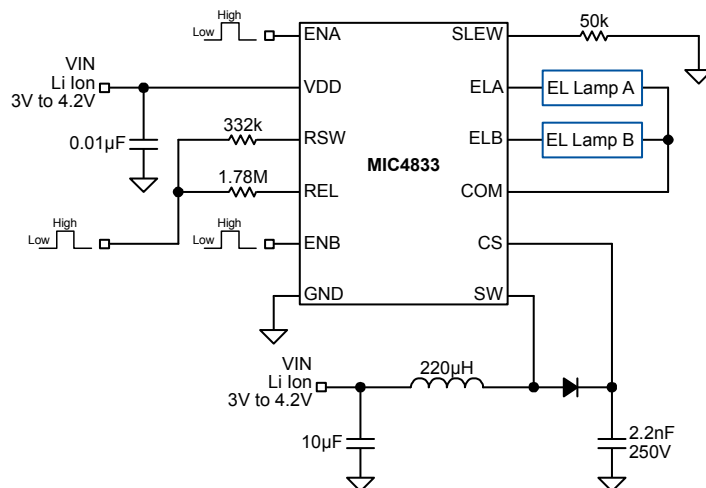 High
Low
ENA
SLEW
50k
VIN
Li Ion
3V to 4.2V
VDD
ELA
EL Lamp A
0.01µF
332k
RSW
ELB
EL Lamp B
MIC4833
1.78M
REL
COM
High
Low
High
Low
ENB
CS
GND
SW
VIN
Li Ion
3V to 4.2V
220µH
10µF
2.2nF
250V